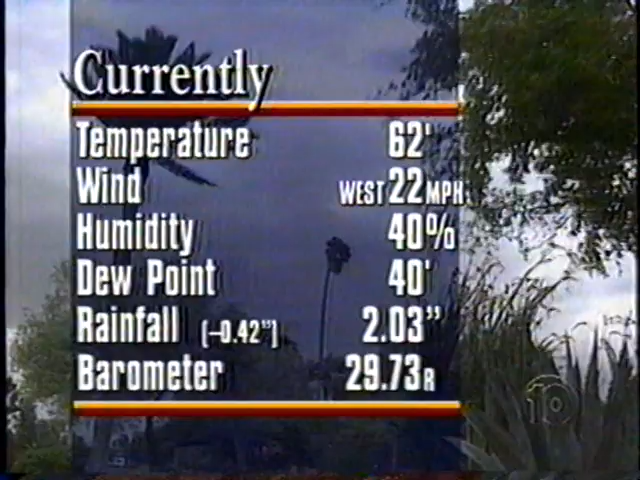 Currently
Temperature 62'
Wind WEST 22 MPH
Humidity 40%
Dew Point 40'
Rainfall (-0.42") 2.03"
Barometer 29.73R
10